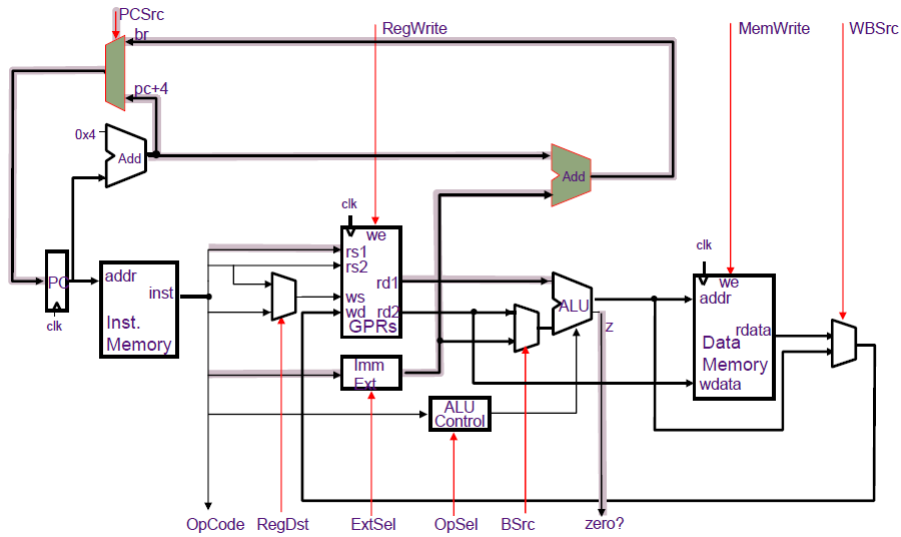 PCSrc
br
RegWrite
MemWrite
WBSrc
pc+4
0x4
Add
Add
clk
we
rs1
rs2
rd1
ws
wd
rd2
GPRs
clk
we
addr
rdata
Data
Memory
wdata
PC
clk
addr
inst
Inst.
Memory
ALU
z
Imm
Ext
ALU
Control
OpCode
RegDst
ExtSel
OpSel
BSrc
zero?